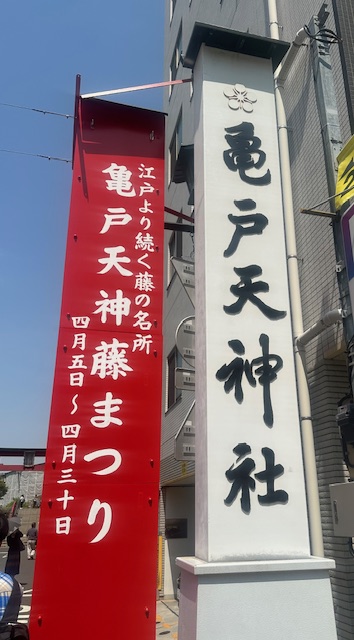 亀戸天神社
江戸より続く藤の名所
亀戸天神藤まつり
四月五日～四月三十日